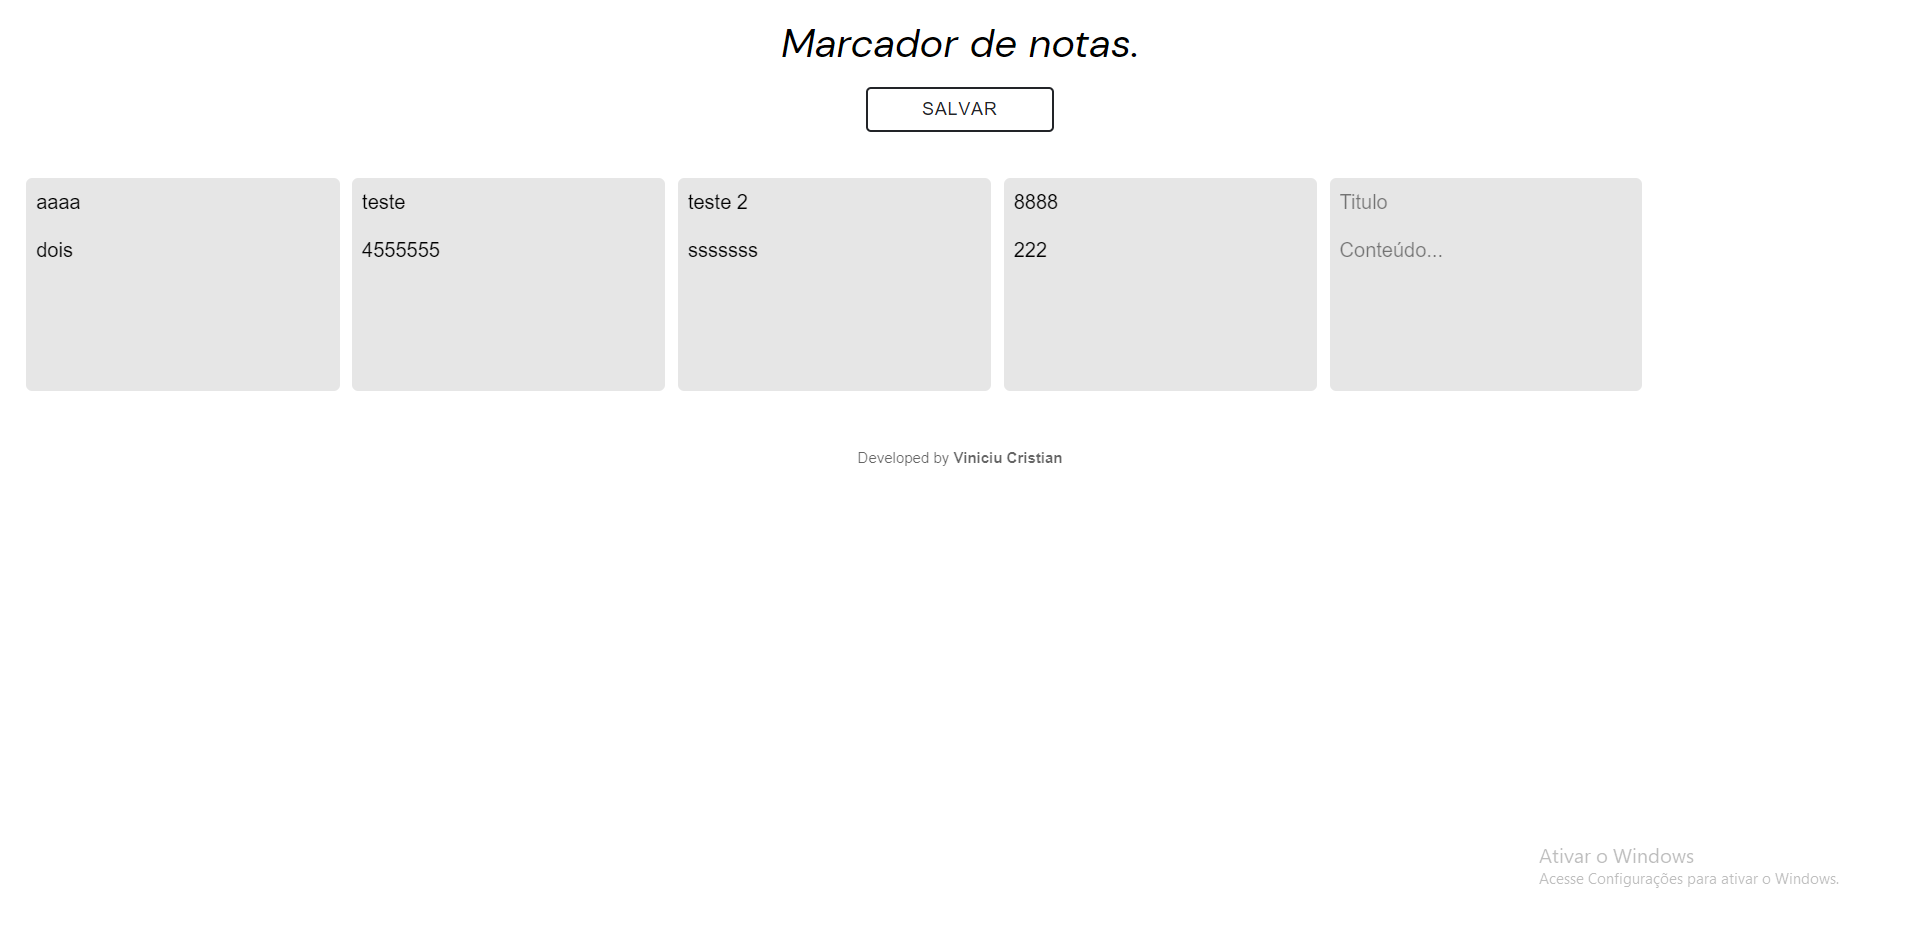 Marcador de notas.
SALVAR
aaaa
dois
teste
4555555
teste 2
sssssss
8888
222
Titulo
Conteúdo...
Developed by Viniciu Cristian
Ativar o Windows
Acesse Configurações para ativar o Windows.